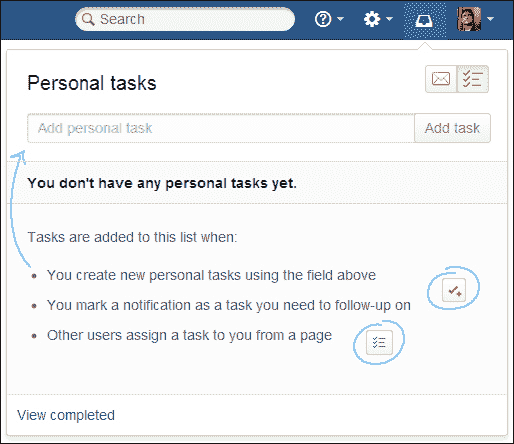 Search
Personal tasks
Add personal task
Add task
You don't have any personal tasks yet.
Tasks are added to this list when:
You create new personal tasks using the field above
You mark a notification as a task you need to follow-up on
Other users assign a task to you from a page
View completed